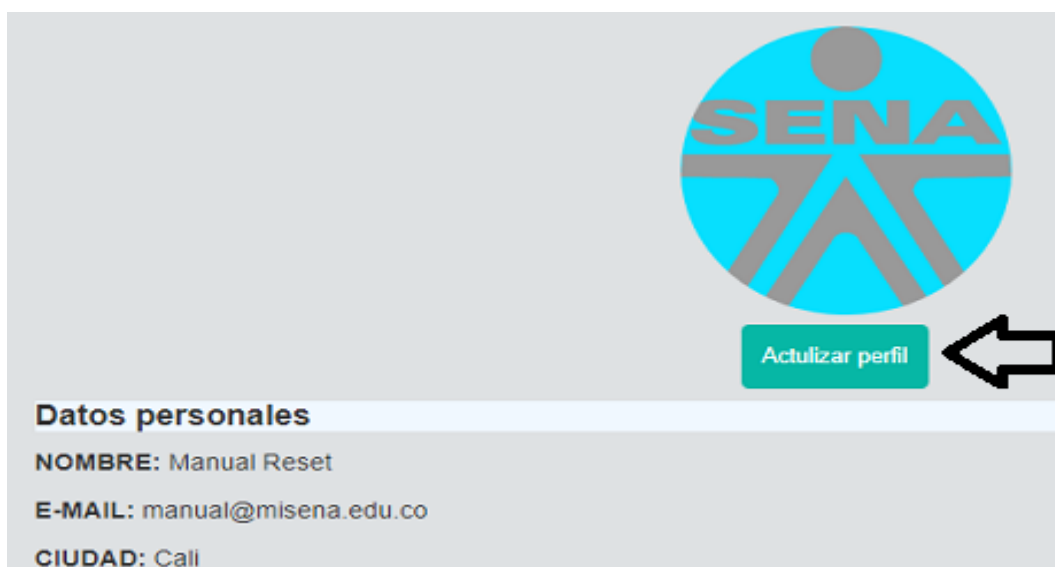 SENA
Actulizar perfil
Datos personales
NOMBRE: Manual Reset
E-MAIL: manual@misena.edu.co
CIUDAD: Cali